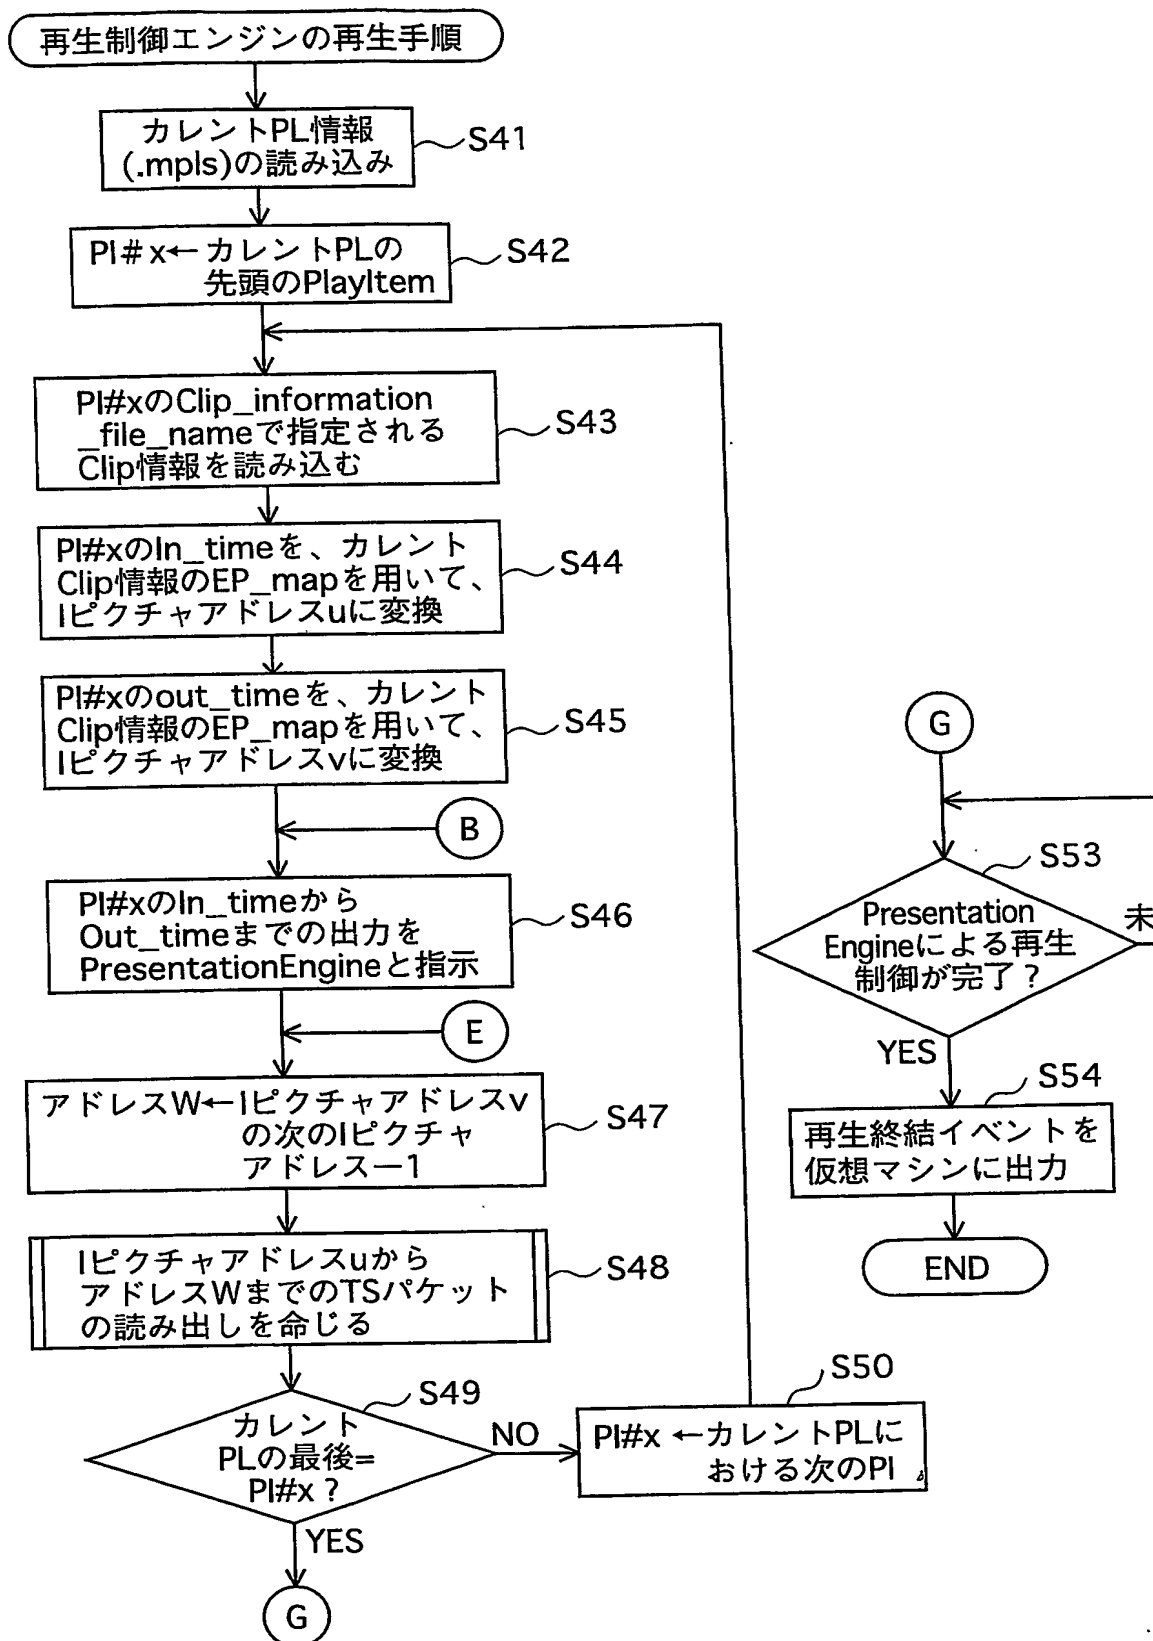 再生制御エンジンの再生手順
カレントPL情報
(.mpls)の読み込み
S41
PI#x←カレントPLの
先頭のPlayItem
S42
PI#xのClip_information
_file_nameで指定される
Clip情報を読み込む
S43
PI#xのIn_timeを、カレント
Clip情報のEP_mapを用いて、
Iピクチャアドレスuに変換
S44
PI#xのout_timeを、カレント
Clip情報のEP_mapを用いて、
Iピクチャアドレスvに変換
S45
B
PI#xのIn_timeから
Out_timeまでの出力を
PresentationEngineと指示
S46
E
アドレスW←Iピクチャアドレスv
の次のIピクチャ
アドレスー1
S47
Iピクチャアドレスuから
アドレスWまでのTSパケット
の読み出しを命じる
S48
カレント
PLの最後=
PI#x?
S49
NO
YES
PI#x ←カレントPLに
おける次のPI
S50
G
G
Presentation
Engineによる再生
制御が完了?
S53
未
YES
再生終結イベントを
仮想マシンに出力
S54
END